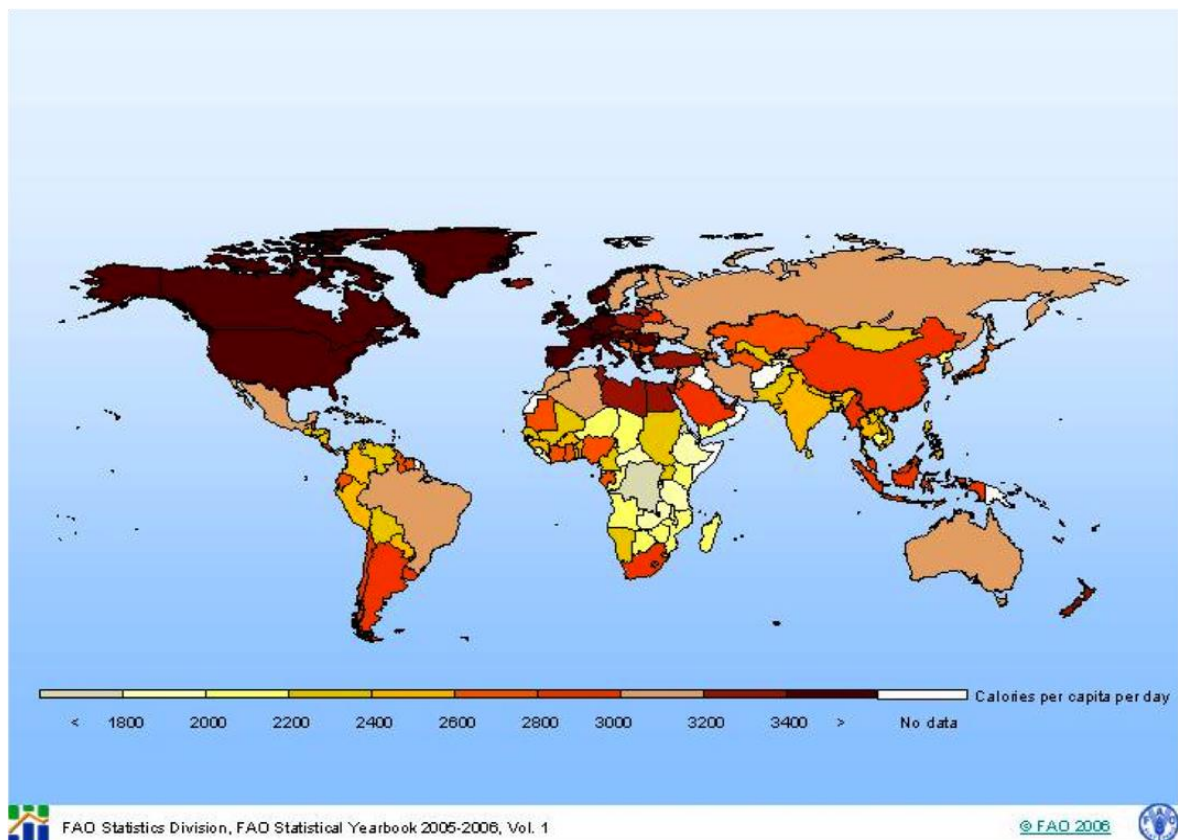 Calories per capita per day
< 1800 2000 2200 2400 2600 2800 3000 3200 3400 > No data
FAO Statistics Division, FAO Statistical Yearbook 2005-2006, Vol. 1 © FAO 2006